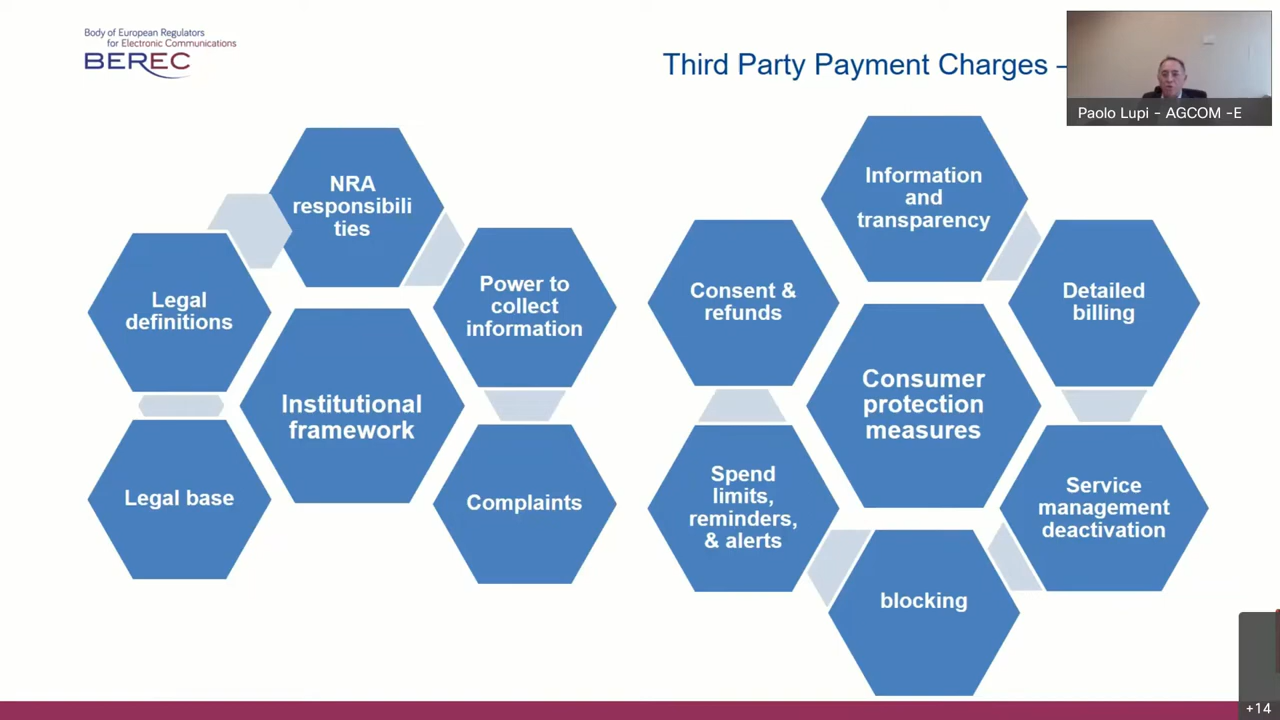 Body of European Regulators
for Electronic Communications
BEREC
Third Party Payment Charges –
Paolo Lupi - AGCOM -E
NRA
responsibili
ties
Legal
definitions
Power to
collect
information
Institutional
framework
Legal base
Complaints
Information
and
transparency
Consent &
refunds
Detailed
billing
Consumer
protection
measures
Spend
limits,
reminders,
& alerts
Service
management
deactivation
blocking
+14